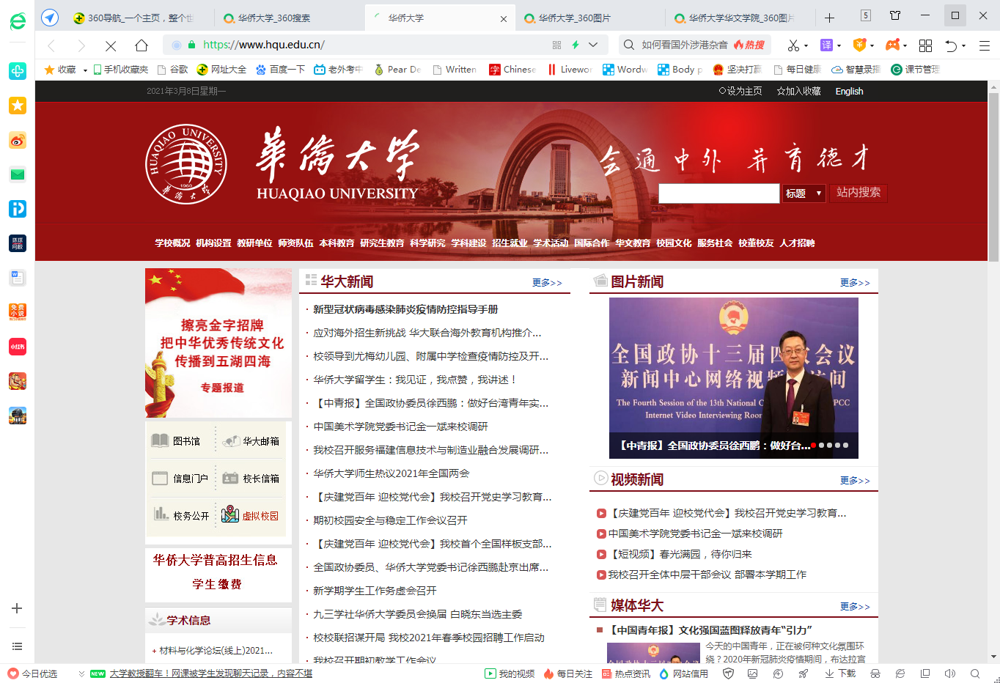 360导航_一个主页，整个世
华侨大学_360搜索
华侨大学
华侨大学_360图片
华侨大学华文学院_360图片
5
https://www.hqu.edu.cn/
如何看国外涉港杂音
热搜
译
收藏
手机收藏夹
谷歌
网址大全
百度一下
老外考中
Pear De
Written
字
Chinese
Livewor
Wordw
Body p
坚决打赢
每日健康
智慧录播
课节管理
2021年3月8日星期一
设为主页
☆加入收藏
English
HUAQIAO UNIVERSITY
1960
华侨大学
華僑大学
HUAQIAO UNIVERSITY
会通中外 并育德才
标题
站内搜索
学校概况 机构设置 教研单位 师资队伍 本科教育 研究生教育 科学研究 学科建设 招生就业 学术活动 国际合作 华文教育 校园文化 服务社会 校董校友 人才招聘
擦亮金字招牌
把中华优秀传统文化
传播到五湖四海
专题报道
图书馆
华大邮箱
信息门户
校长信箱
校务公开
虚拟校园
华侨大学普高招生信息
学生缴费
学术信息
+ 材料与化学论坛(线上)2021...
华大新闻
更多>>
· 新型冠状病毒感染肺炎疫情防控指导手册
· 应对海外招生新挑战 华大联合海外教育机构推介...
· 校领导到尤梅幼儿园、附属中学检查疫情防控及开...
· 华侨大学留学生：我见证，我点赞，我讲述！
· 【中青报】全国政协委员徐西鹏：做好台湾青年实...
· 中国美术学院党委书记金一斌来校调研
· 我校召开服务福建信息技术与制造业融合发展调研...
· 华侨大学师生热议2021年全国两会
· 【庆建党百年 迎校党代会】我校召开党史学习教育...
· 期初校园安全与稳定工作会议召开
· 【庆建党百年 迎校党代会】我校首个全国样板支部...
· 全国政协委员、华侨大学党委书记徐西鹏赴京出席...
· 新学期学生工作务虚会召开
· 九三学社华侨大学委员会换届 白晓东当选主委
· 校校联招谋开局 我校2021年春季校园招聘工作启动
· 我校召开期初教学工作会议
图片新闻
更多>>
全国政协十三届四次会议
新闻中心网络视频采访间
The Fourth Session of the 13th National C PCC
Internet Video Interviewing Roor
【中青报】全国政协委员徐西鹏：做好台...
视频新闻
更多>>
【庆建党百年 迎校党代会】我校召开党史学习教育...
中国美术学院党委书记金一斌来校调研
【短视频】春光满园，待你归来
我校召开全体中层干部会议 部署本学期工作
媒体华大
更多>>
【中国青年报】文化强国蓝图释放青年“引力”
今天的中国青年，正在被何种文化氛围环
绕？2020年新冠肺炎疫情期间，布达拉宫
环球
网校
免费
小说
小红书
今日优选
NEW
大学教授翻车！网课被学生发现聊天记录，内容不堪
我的视频
每日关注
热点资讯
网站信用
下载